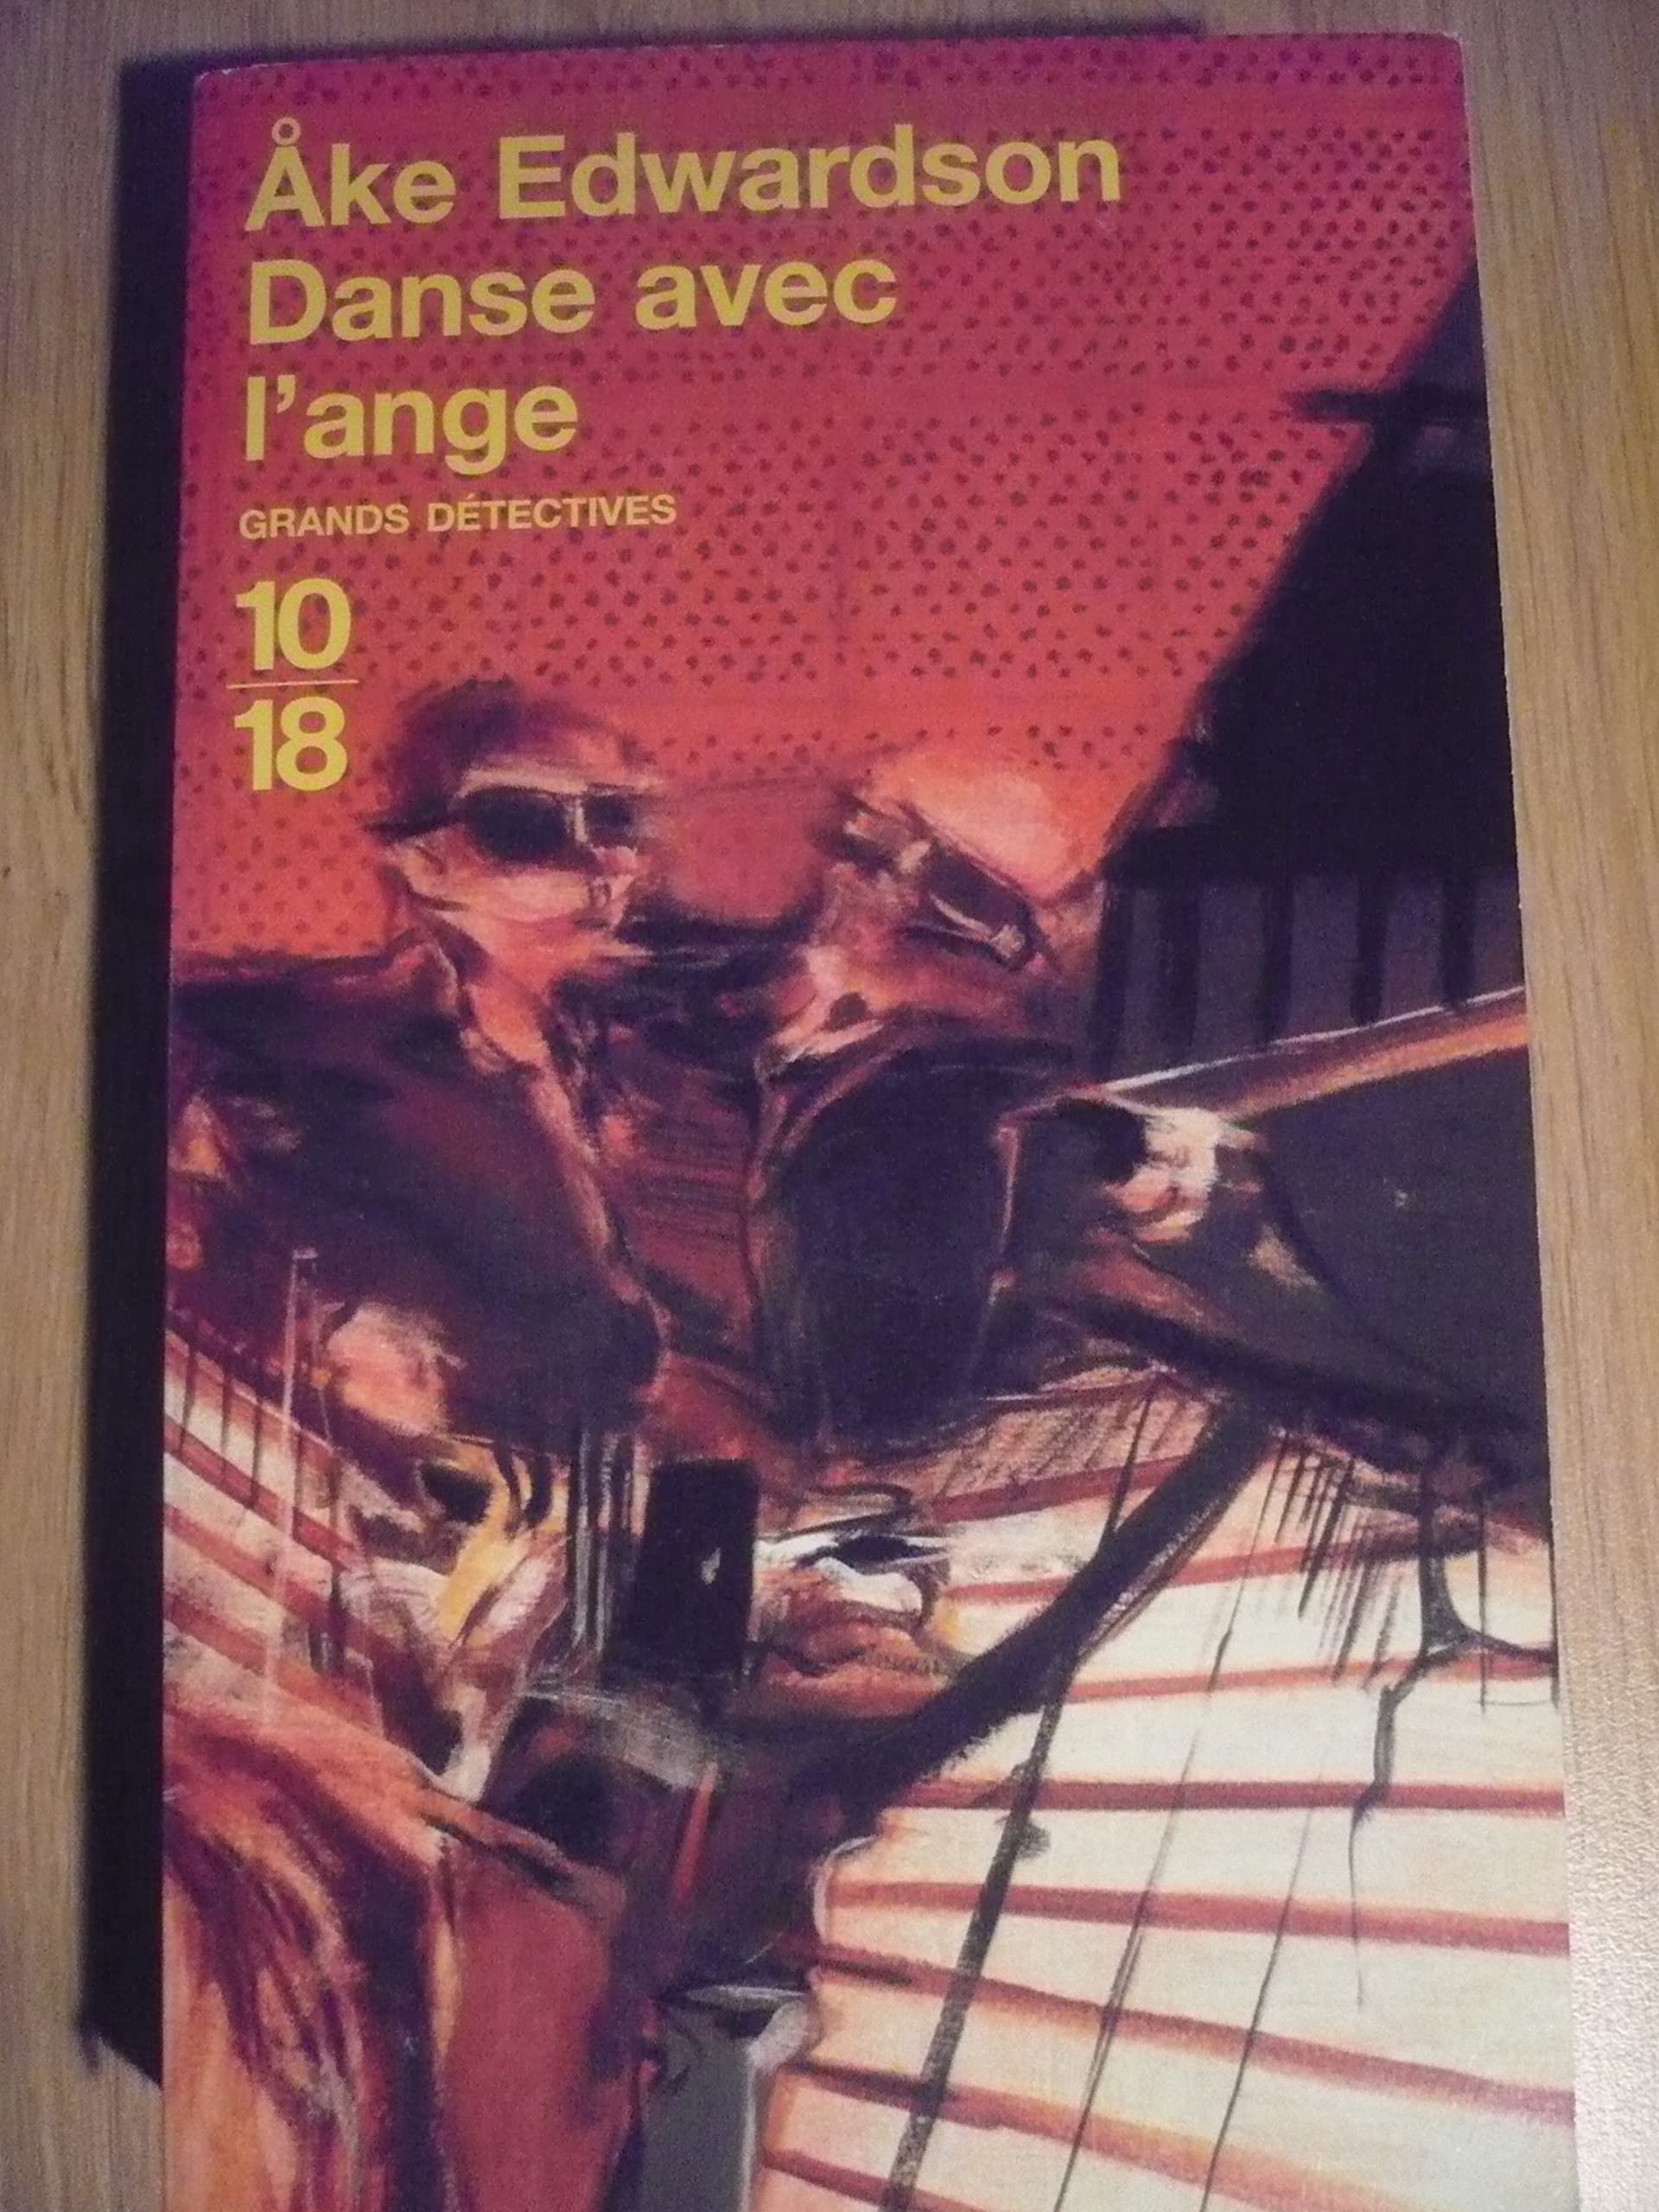 Åke Edwardson
Danse avec
l'ange
GRANDS DÉTECTIVES
10
18